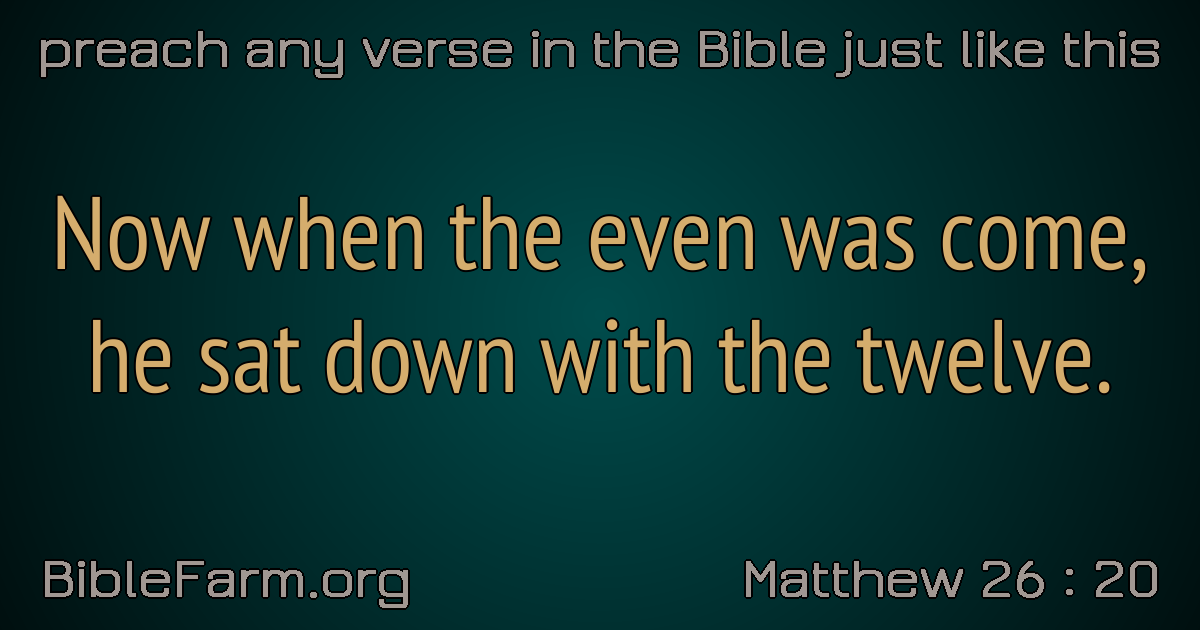 preach any verse in the Bible just like this
Now when the even was come,
he sat down with the twelve.
BibleFarm.org
Matthew 26 : 20